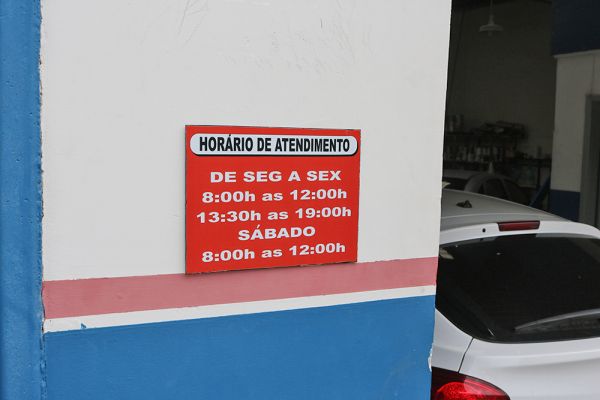 HORÁRIO DE ATENDIMENTO
DE SEG A SEX
8:00h as 12:00h
13:30h as 19:00h
SÁBADO
8:00h as 12:00h